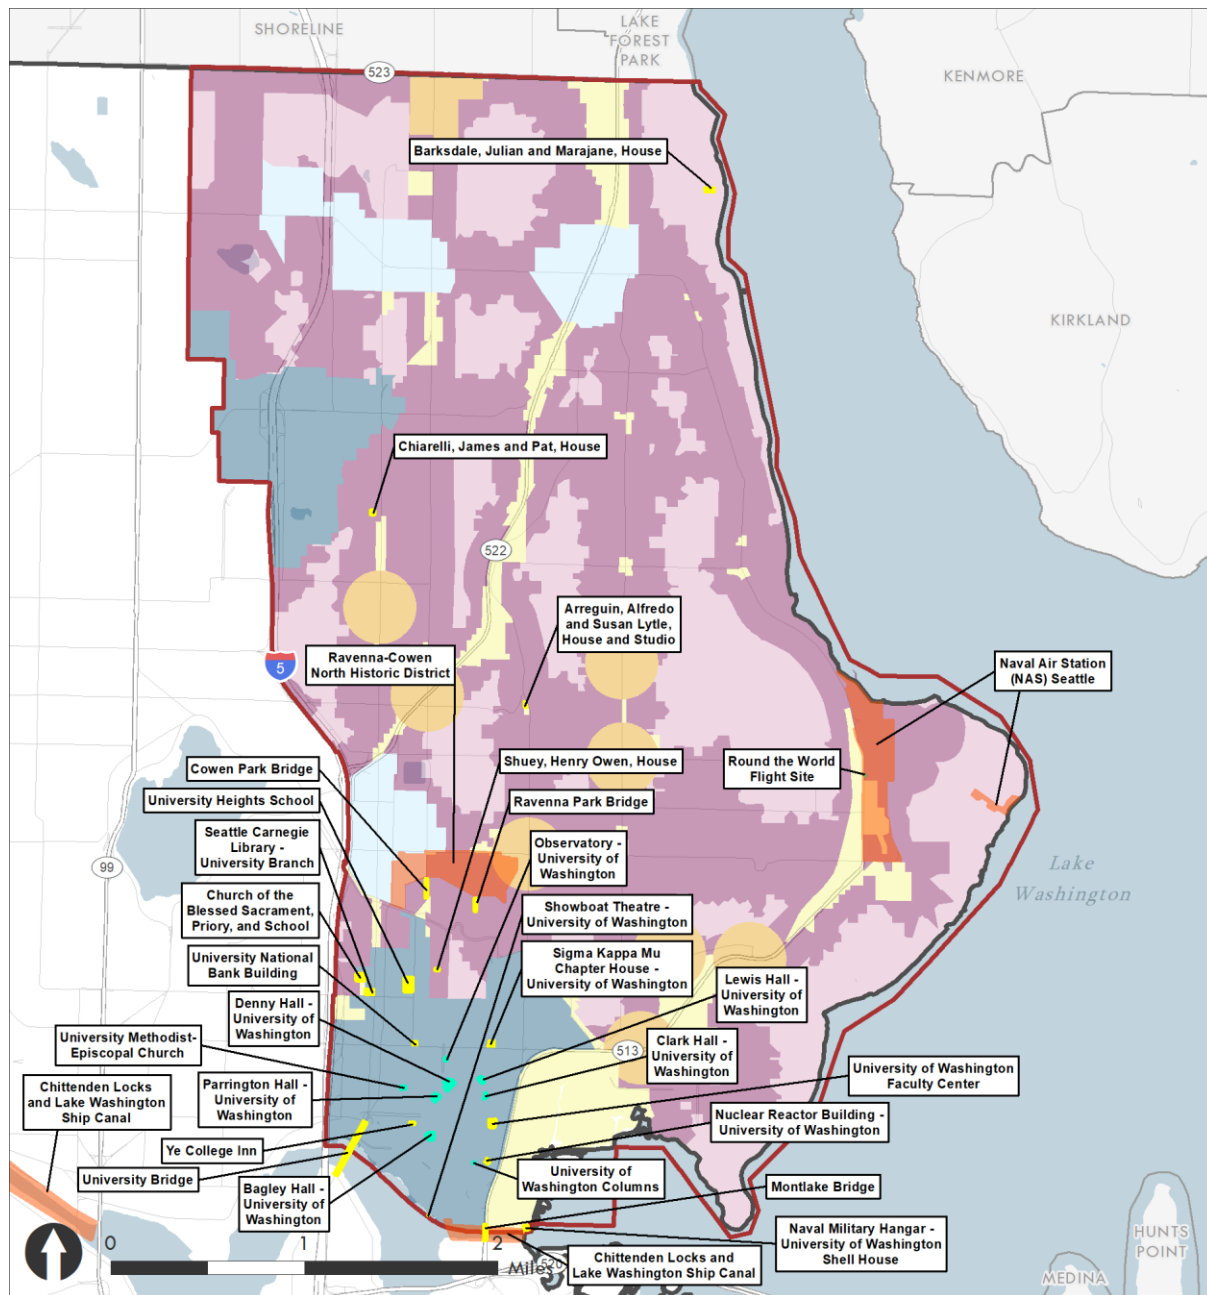 SHORELINE
LAKE
FOREST
PARK
KENMORE
523
Barksdale, Julian and Marajane, House
KIRKLAND
Chiarelli, James and Pat, House
522
Arreguin, Alfredo
and Susan Lytle,
House and Studio
Ravenna-Cowen
North Historic District
5
Naval Air Station
(NAS) Seattle
Cowen Park Bridge
Shuey, Henry Owen, House
Round the World
Flight Site
University Heights School
Ravenna Park Bridge
Seattle Carnegie
Library -
University Branch
Observatory -
University of
Washington
99
Lake
Washington
Church of the
Blessed Sacrament,
Priory, and School
Showboat Theatre -
University of Washington
University National
Bank Building
Sigma Kappa Mu
Chapter House -
University of Washington
Lewis Hall -
University of
Washington
Denny Hall -
University of
Washington
University Methodist-
Episcopal Church
513
Clark Hall -
University of
Washington
University of Washington
Faculty Center
Chittenden Locks
and Lake Washington
Ship Canal
Parrington Hall -
University of
Washington
Nuclear Reactor Building -
University of Washington
Ye College Inn
University Bridge
Bagley Hall -
University of
Washington
University of
Washington Columns
Montlake Bridge
Naval Military Hangar -
University of Washington
Shell House
Chittenden Locks and
Lake Washington Ship Canal
HUNTS
POINT
MEDINA
0 1 2
Miles
520